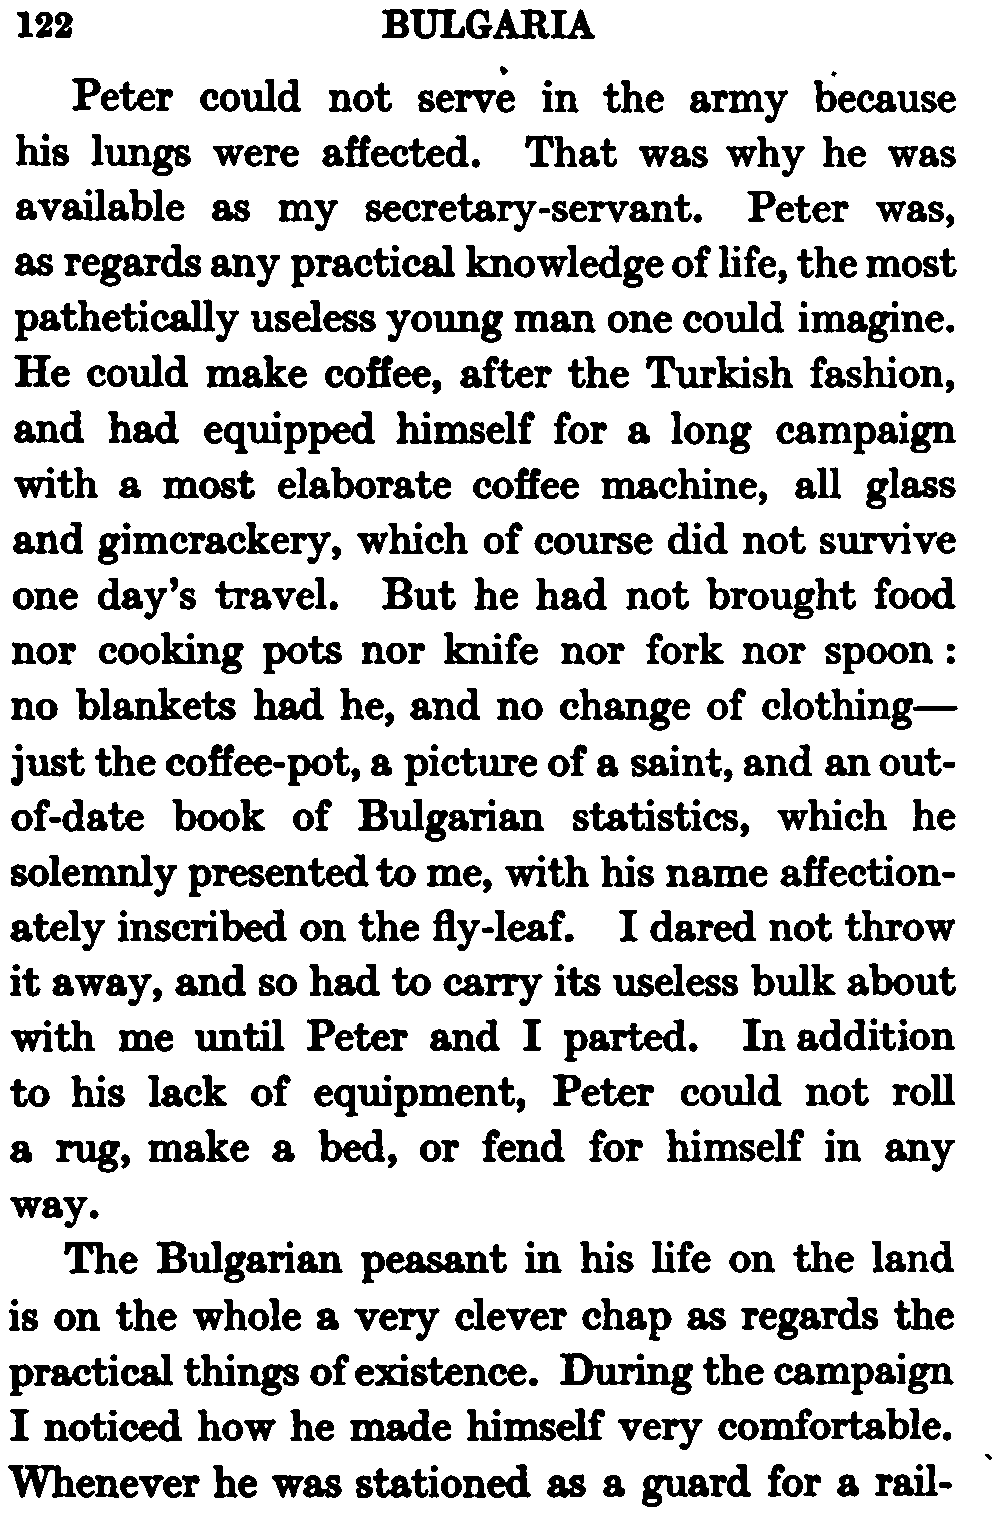 122 BULGARIA
Peter could not serve in the army because
his lungs were affected. That was why he was
available as my secretary-servant. Peter was,
as regards any practical knowledge of life, the most
pathetically useless young man one could imagine.
He could make coffee, after the Turkish fashion,
and had equipped himself for a long campaign
with a most elaborate coffee machine, all glass
and gimcrackery, which of course did not survive
one day's travel. But he had not brought food
nor cooking pots nor knife nor fork nor spoon :
no blankets had he, and no change of clothing—
just the coffee-pot, a picture of a saint, and an out-
of-date book of Bulgarian statistics, which he
solemnly presented to me, with his name affection-
ately inscribed on the fly-leaf. I dared not throw
it away, and so had to carry its useless bulk about
with me until Peter and I parted. In addition
to his lack of equipment, Peter could not roll
a rug, make a bed, or fend for himself in any
way.
The Bulgarian peasant in his life on the land
is on the whole a very clever chap as regards the
practical things of existence. During the campaign
I noticed how he made himself very comfortable.
Whenever he was stationed as a guard for a rail-